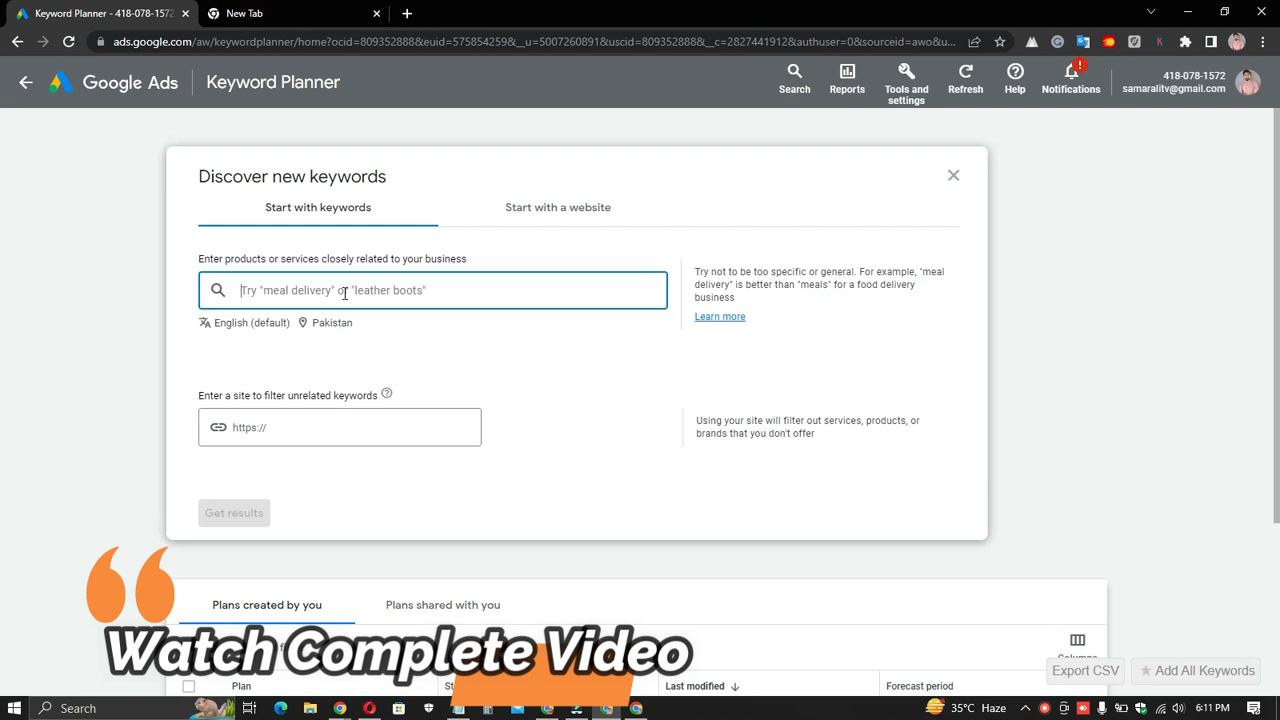 Keyword Planner - 418-078-1572
New Tab
ads.google.com/aw/keywordplanner/home?ocid=809352888&euid=575854259&__u=5007260891&uscid=809352888&__c=2827441912&authuser=0&sourceid=awo&u...
Google Ads
Keyword Planner
Search
Reports
Tools and
settings
Refresh
Help
Notifications
418-078-1572
samaralitv@gmail.com
Discover new keywords
Start with keywords
Start with a website
Enter products or services closely related to your business
Try "meal delivery" or "leather boots"
English (default)
Pakistan
Try not to be too specific or general. For example, "meal
delivery" is better than "meals" for a food delivery
business
Learn more
Enter a site to filter unrelated keywords
https://
Using your site will filter out services, products, or
brands that you don't offer
Get results
Plans created by you
Plans shared with you
Watch Complete Video
Export CSV
Add All Keywords
Plan
Last modified
Forecast period
Search
35°C Haze
6:11 PM